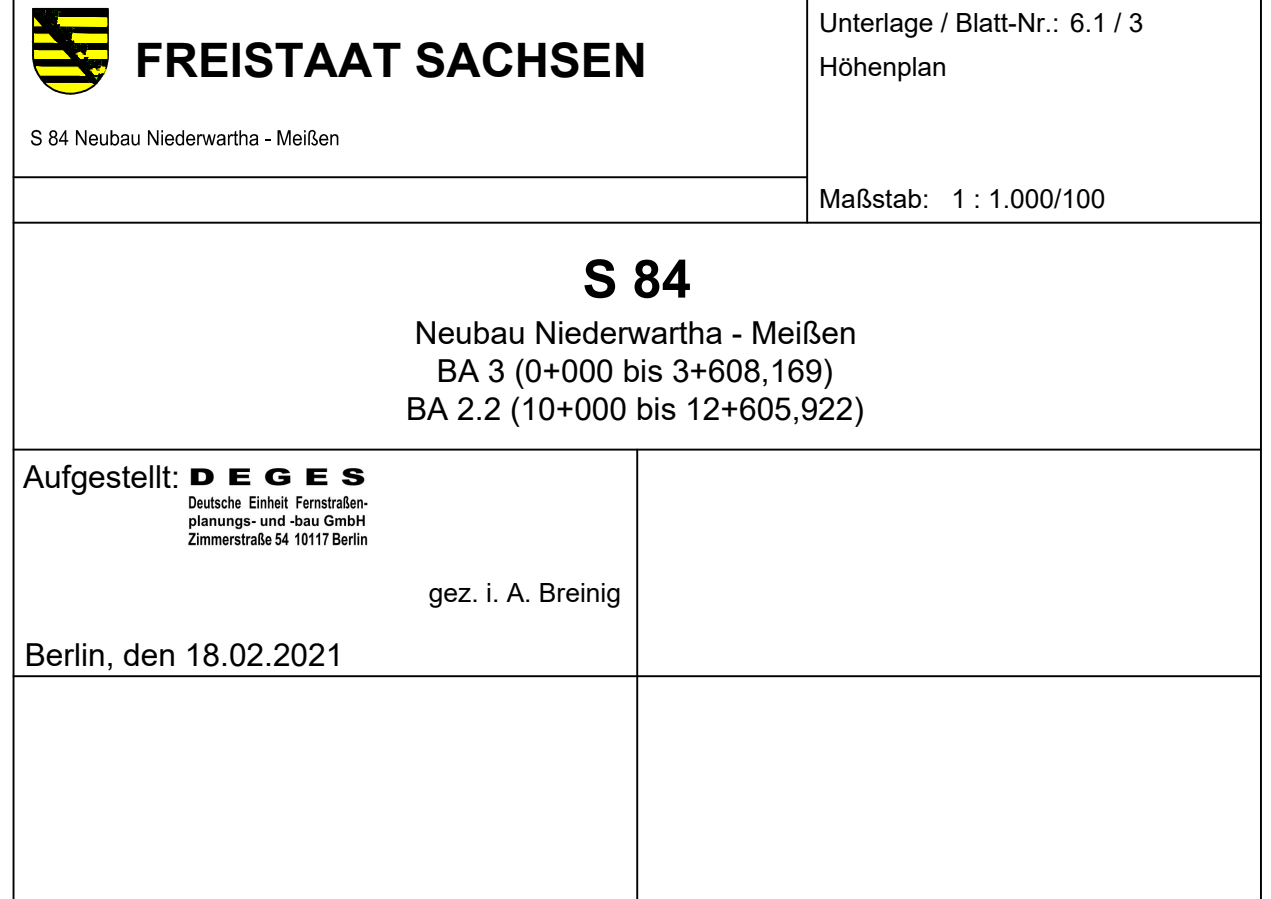 FREISTAAT SACHSEN
S 84 Neubau Niederwartha - Meißen
Unterlage / Blatt-Nr.: 6.1 / 3
Höhenplan
Maßstab: 1 : 1.000/100
S 84
Neubau Niederwartha - Meißen
BA 3 (0+000 bis 3+608,169)
BA 2.2 (10+000 bis 12+605,922)
Aufgestellt: DEGES
Deutsche Einheit Fernstraßen-
planungs- und -bau GmbH
Zimmerstraße 54 10117 Berlin
gez. i. A. Breinig
Berlin, den 18.02.2021